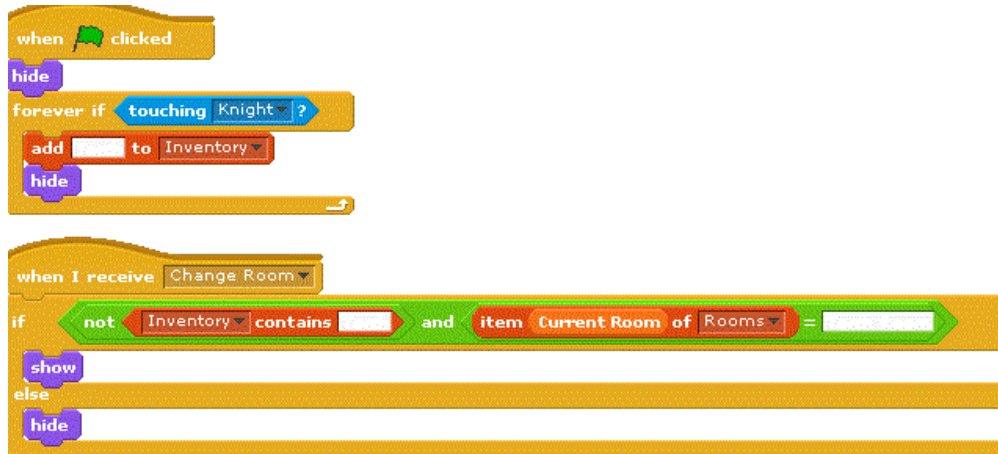 when clicked
hide
forever if touching Knight ?
add to Inventory
hide
when I receive Change Room
if not Inventory contains and item Current Room of Rooms =
show
else
hide